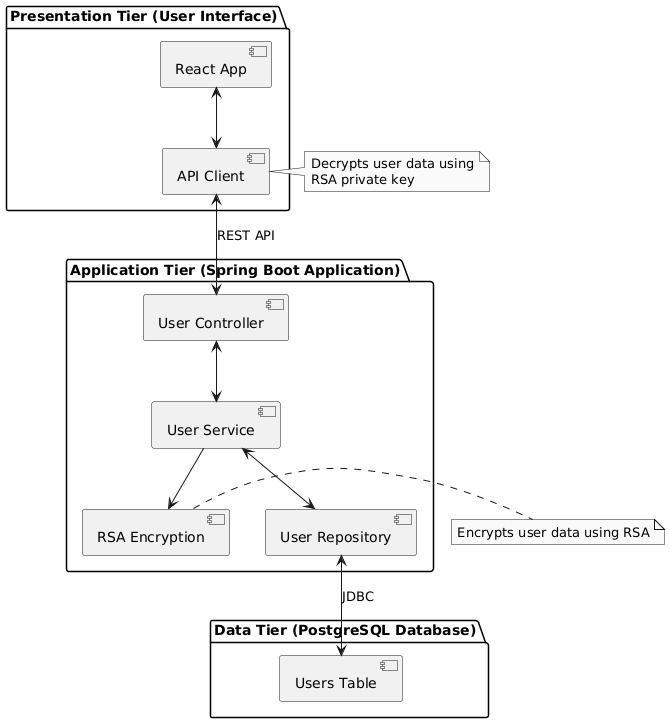 Presentation Tier (User Interface)
React App
API Client
Decrypts user data using
RSA private key
REST API
Application Tier (Spring Boot Application)
User Controller
User Service
RSA Encryption
User Repository
Encrypts user data using RSA
JDBC
Data Tier (PostgreSQL Database)
Users Table